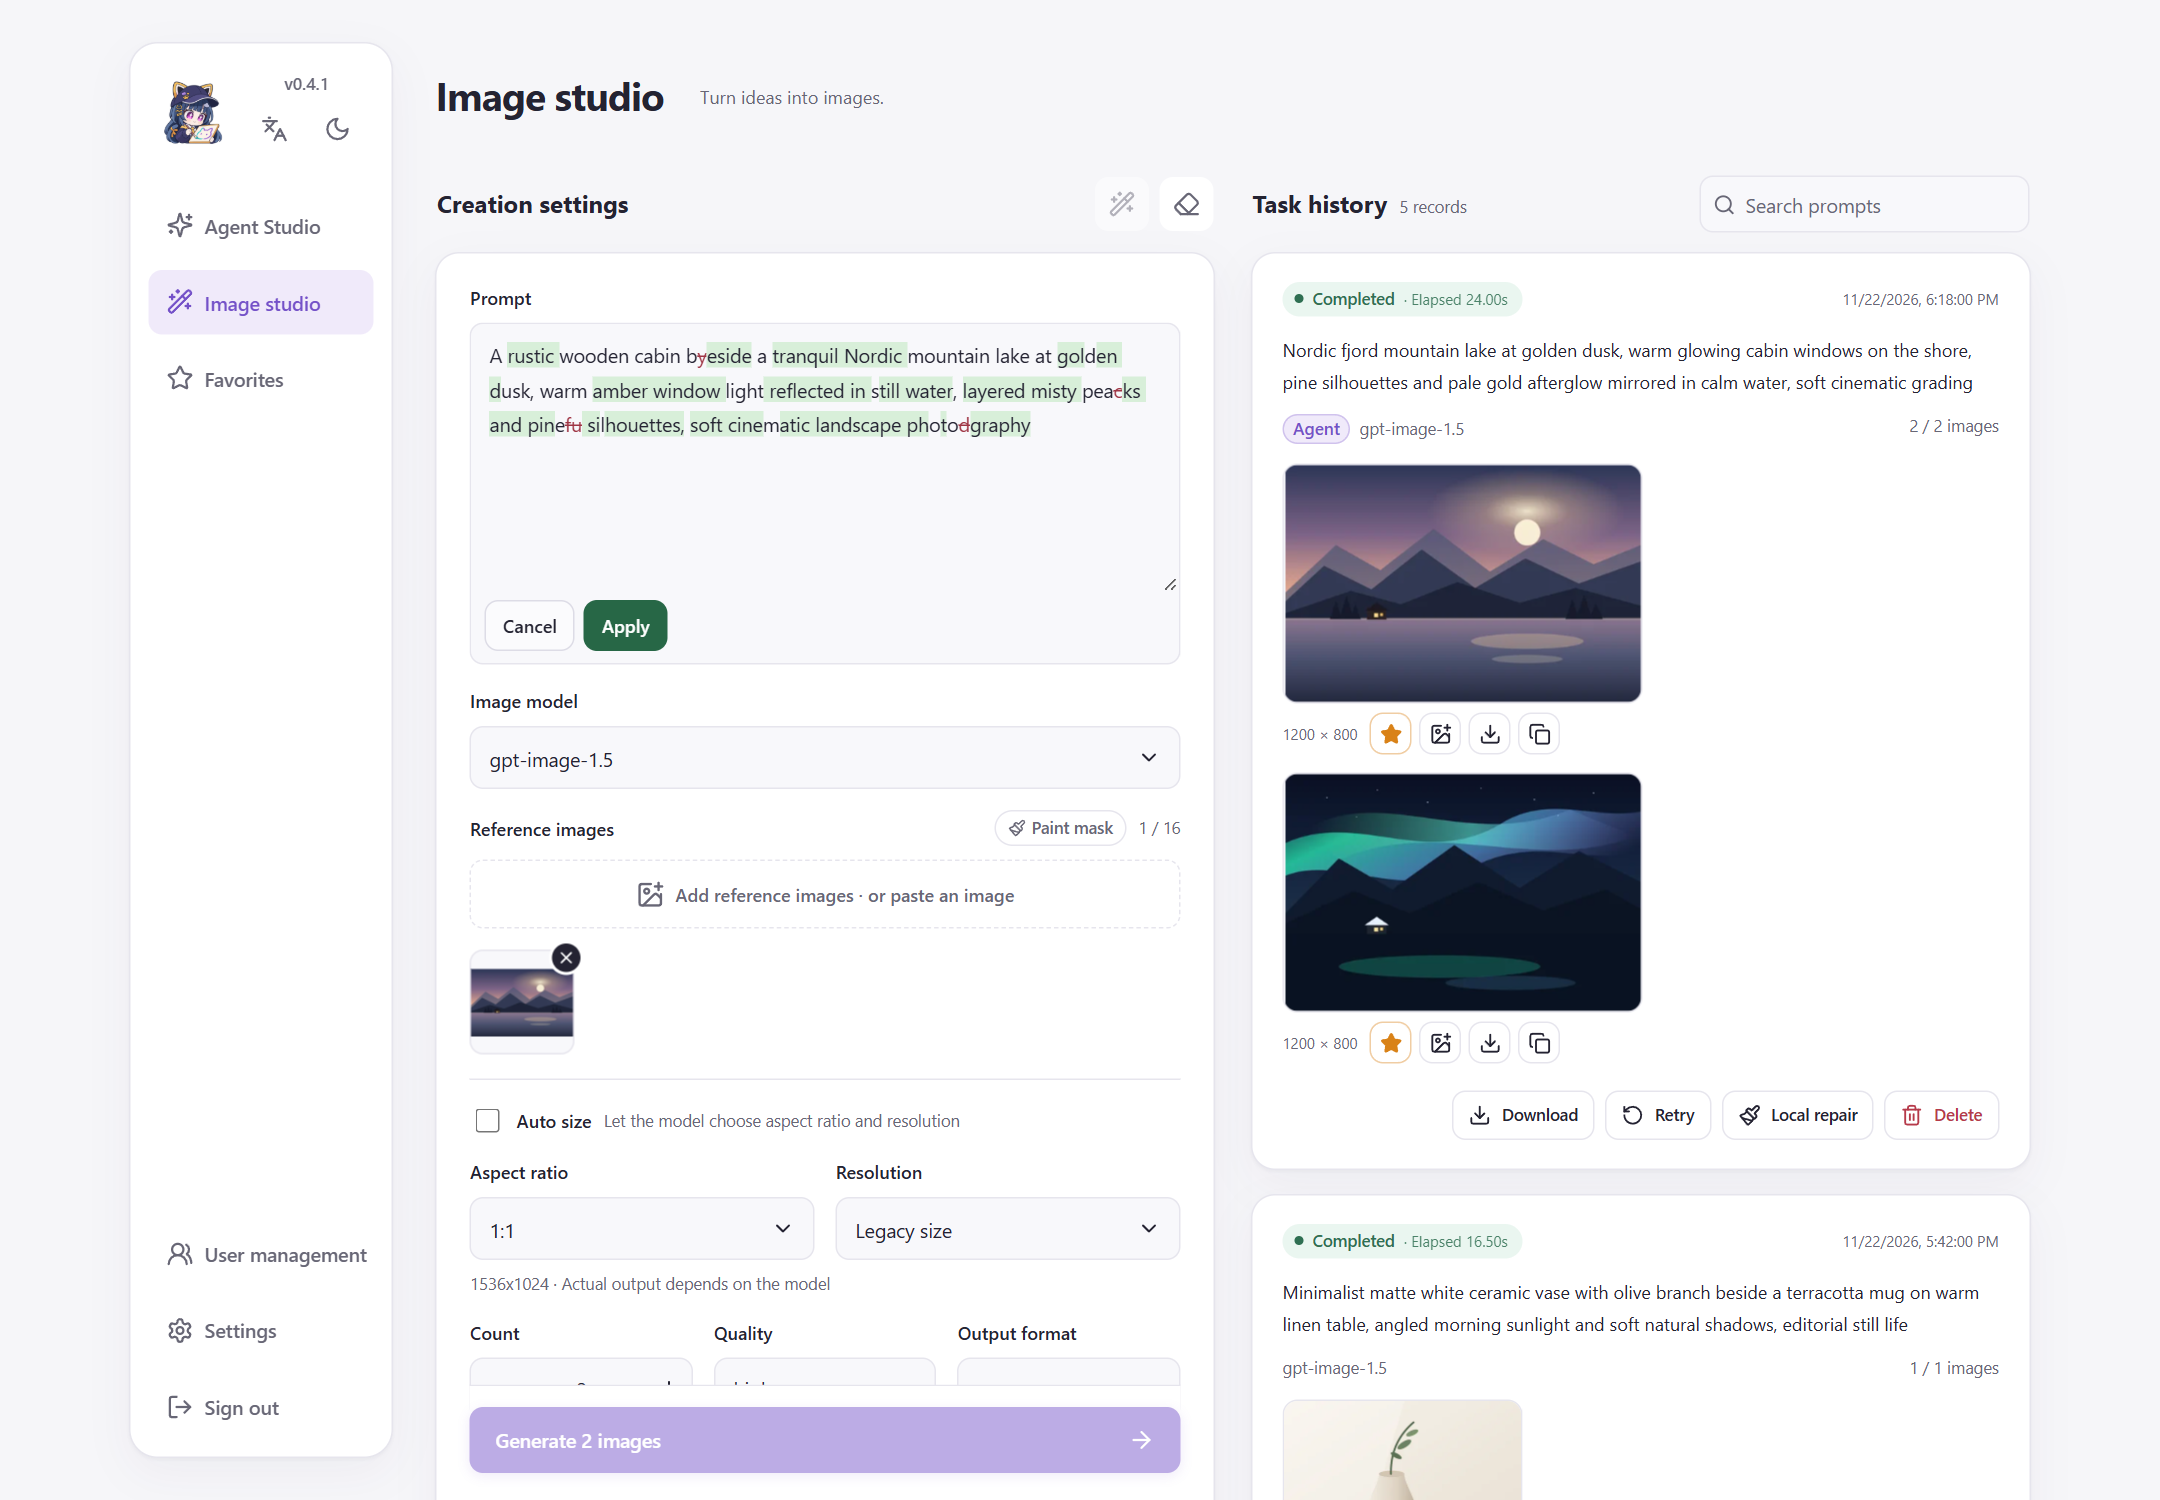 v0.4.1
Agent Studio
Image studio
Favorites
User management
Settings
Sign out
Image studio
Turn ideas into images.
Creation settings
Prompt
A rustic wooden cabin byeside a tranquil Nordic mountain lake at golden
dusk, warm amber window light reflected in still water, layered misty peacks
and pinefu silhouettes, soft cinematic landscape photodgraphy
Cancel
Apply
Image model
gpt-image-1.5
Reference images
Paint mask
1 / 16
Add reference images · or paste an image
Auto size
Let the model choose aspect ratio and resolution
Aspect ratio
Resolution
1:1
Legacy size
1536x1024 · Actual output depends on the model
Count
Quality
Output format
Generate 2 images
Task history
5 records
Search prompts
Completed · Elapsed 24.00s
11/22/2026, 6:18:00 PM
Nordic fjord mountain lake at golden dusk, warm glowing cabin windows on the shore,
pine silhouettes and pale gold afterglow mirrored in calm water, soft cinematic grading
Agent
gpt-image-1.5
2 / 2 images
1200 × 800
1200 × 800
Download
Retry
Local repair
Delete
Completed · Elapsed 16.50s
11/22/2026, 5:42:00 PM
Minimalist matte white ceramic vase with olive branch beside a terracotta mug on warm
linen table, angled morning sunlight and soft natural shadows, editorial still life
gpt-image-1.5
1 / 1 images